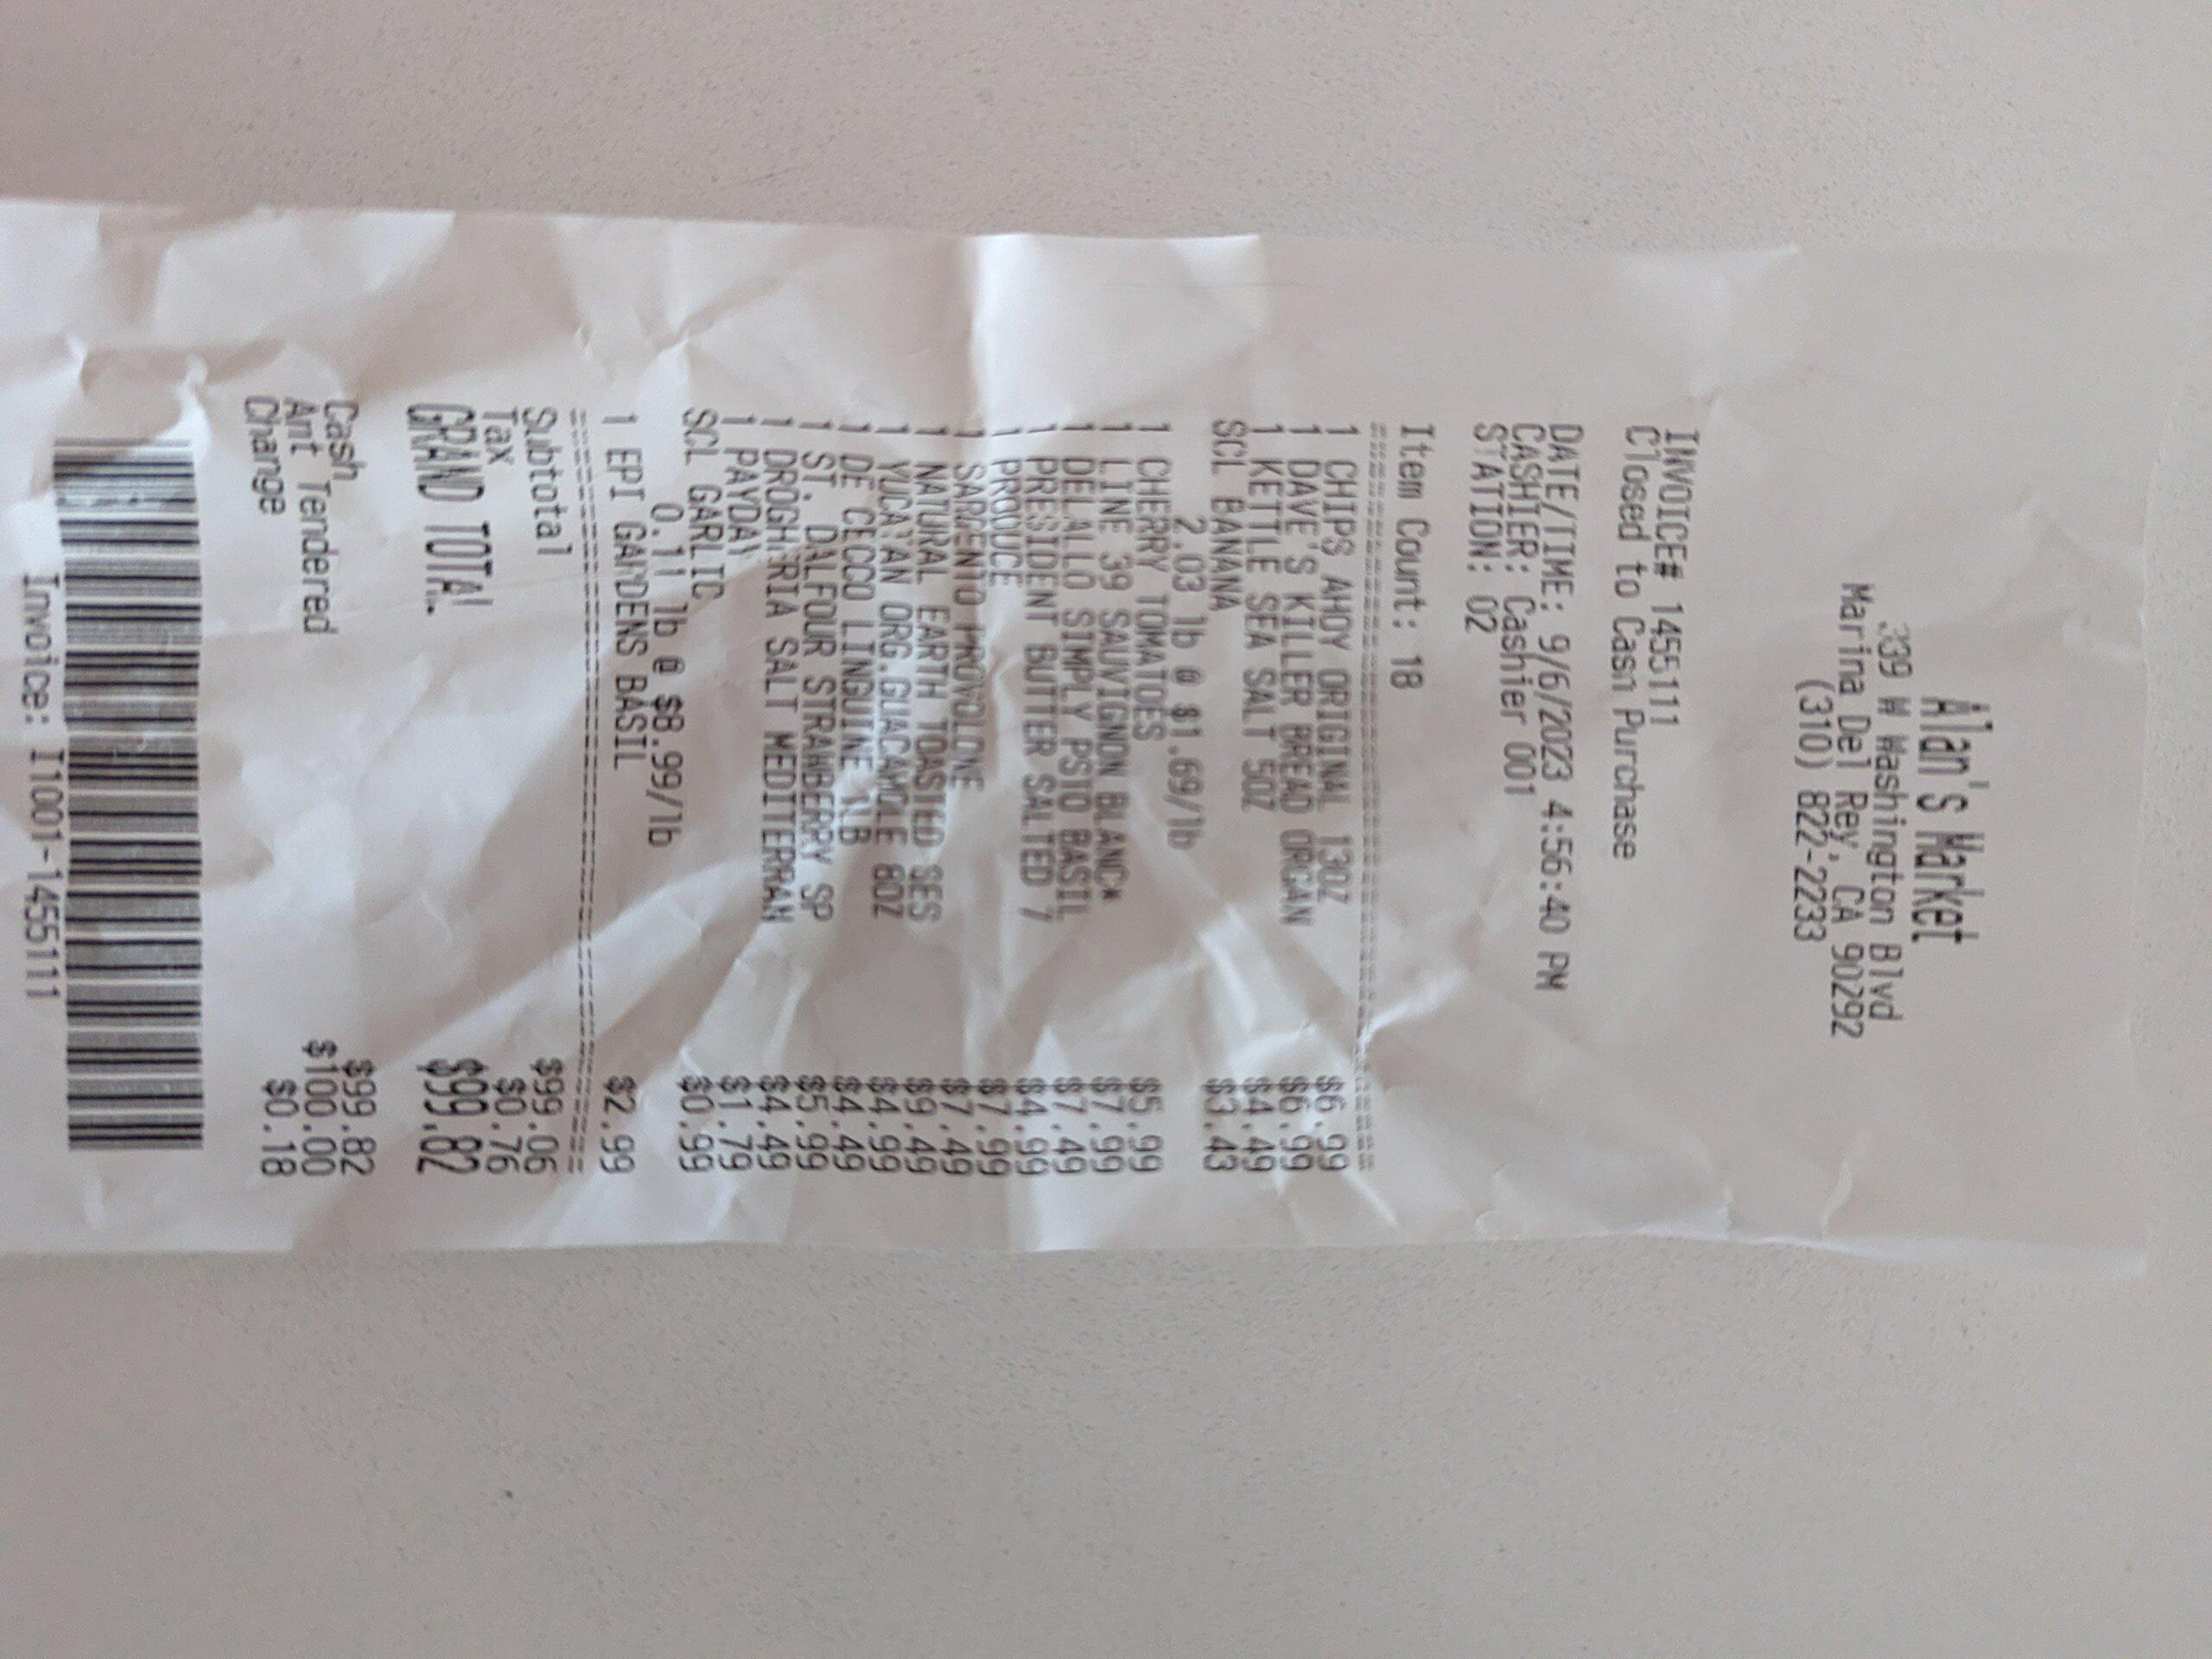 Alan's Market
339 W Washington Blvd
Marina Del Rey, CA 90292
(310) 822-2233
INVOICE# 1455111
Closed to Cash Purchase
DATE/TIME: 9/6/2023 4:56:40 PM
CASHIER: Cashier 001
STATION: 02
Item Count: 18
1 CHIPS AHOY ORIGINAL 13OZ $6.99
1 DAVE'S KILLER BREAD ORGAN $6.99
1 KETTLE SEA SALT 5OZ $4.49
SCL BANANA $3.43
2.03 lb @ $1.69/lb
1 CHERRY TOMATOES $5.99
1 LINE 39 SAUVIGNON BLANC* $7.99
1 DELALLO SIMPLY PSTO BASIL $7.49
1 PRESIDENT BUTTER SALTED 7 $4.99
1 PRODUCE $7.99
1 SARGENTO PROVOLONE $7.49
1 NATURAL EARTH TOASTED SES $9.49
1 YUCATAN ORG.GUACAMOLE 8OZ $4.99
1 DE CECCO LINGUINE 1LB $4.49
1 ST. DALFOUR STRAWBERRY SP $5.99
1 DROGHERIA SALT MEDITERRAN $4.49
1 PAYDAY $1.79
SCL GARLIC $0.99
0.11 lb @ $8.99/lb
1 EPI GARDENS BASIL $2.99
Subtotal $99.06
Tax $0.76
GRAND TOTAL $99.82
Cash $99.82
Amt Tendered $100.00
Change $0.18
Invoice: I1001-1455111